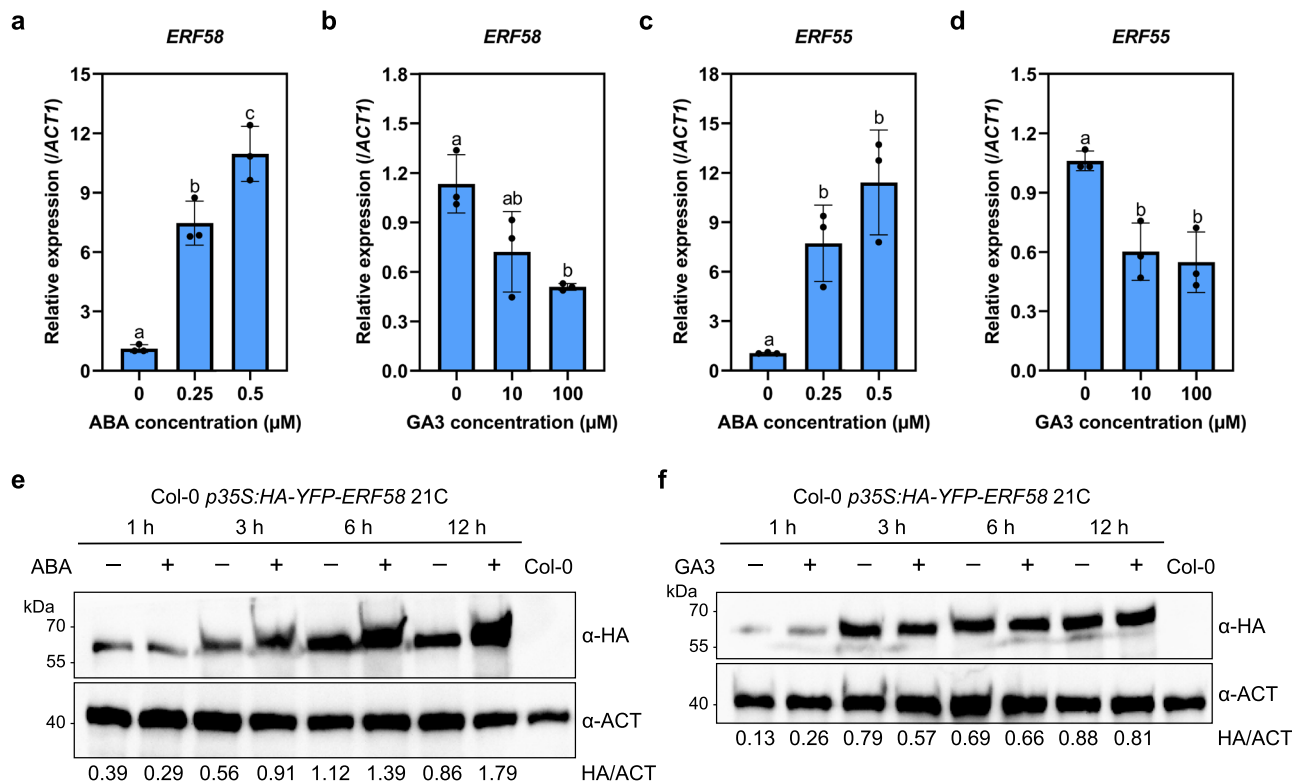 a
ERF58
Relative expression (/ACT1)
15
12
9
6
3
0
a
b
c
0 0.25 0.5
ABA concentration (µM)
b
ERF58
Relative expression (/ACT1)
1.8
1.5
1.2
0.9
0.6
0.3
0.0
a
ab
b
0 10 100
GA3 concentration (µM)
c
ERF55
Relative expression (/ACT1)
18
15
12
9
6
3
0
a
b
b
0 0.25 0.5
ABA concentration (µM)
d
ERF55
Relative expression (/ACT1)
1.5
1.2
0.9
0.6
0.3
0.0
a
b
b
0 10 100
GA3 concentration (µM)
e
Col-0 p35S:HA-YFP-ERF58 21C
1 h 3 h 6 h 12 h
ABA − + − + − + − + Col-0
kDa
70
55
α-HA
40
α-ACT
0.39 0.29 0.56 0.91 1.12 1.39 0.86 1.79 HA/ACT
f
Col-0 p35S:HA-YFP-ERF58 21C
1 h 3 h 6 h 12 h
GA3 − + − + − + − + Col-0
kDa
70
55
α-HA
40
α-ACT
0.13 0.26 0.79 0.57 0.69 0.66 0.88 0.81 HA/ACT